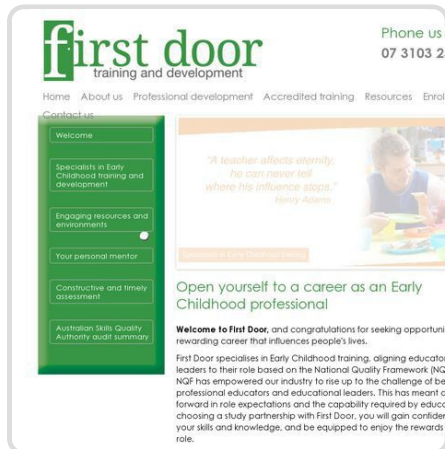 first door
training and development
Phone us
07 3103 2
Home About us Professional development Accredited training Resources Enrol
Contact us
Welcome
Specialists in Early
Childhood training and
development
Engaging resources and
environments
Your personal mentor
Constructive and timely
assessment
Australian Skills Quality
Authority audit summary
"A teacher affects eternity;
he can never tell
where his influence stops."
Henry Adams
Open yourself to a career as an Early
Childhood professional
Welcome to First Door, and congratulations for seeking opportuni
rewarding career that influences people's lives.
First Door specialises in Early Childhood training, aligning educato
leaders to their role based on the National Quality Framework (NQ
NQF has empowered our industry to rise up to the challenge of be
professional educators and educational leaders. This has meant a
forward in role expectations and the capability required by educa
choosing a study partnership with First Door, you will gain confider
your skills and knowledge, and be equipped to enjoy the rewards
role.